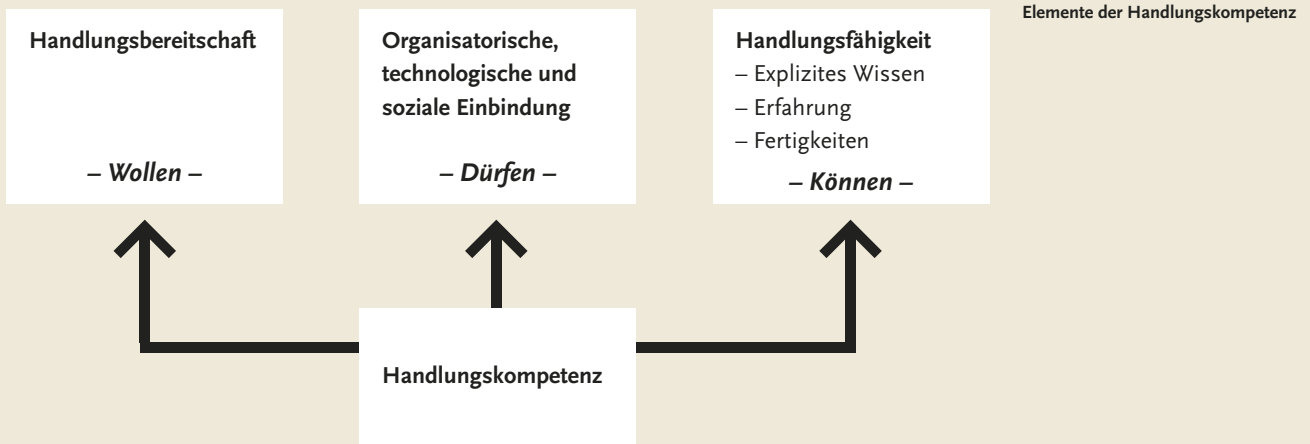 Elemente der Handlungskompetenz
Handlungsbereitschaft
– Wollen –
Organisatorische,
technologische und
soziale Einbindung
– Dürfen –
Handlungsfähigkeit
– Explizites Wissen
– Erfahrung
– Fertigkeiten
– Können –
Handlungskompetenz